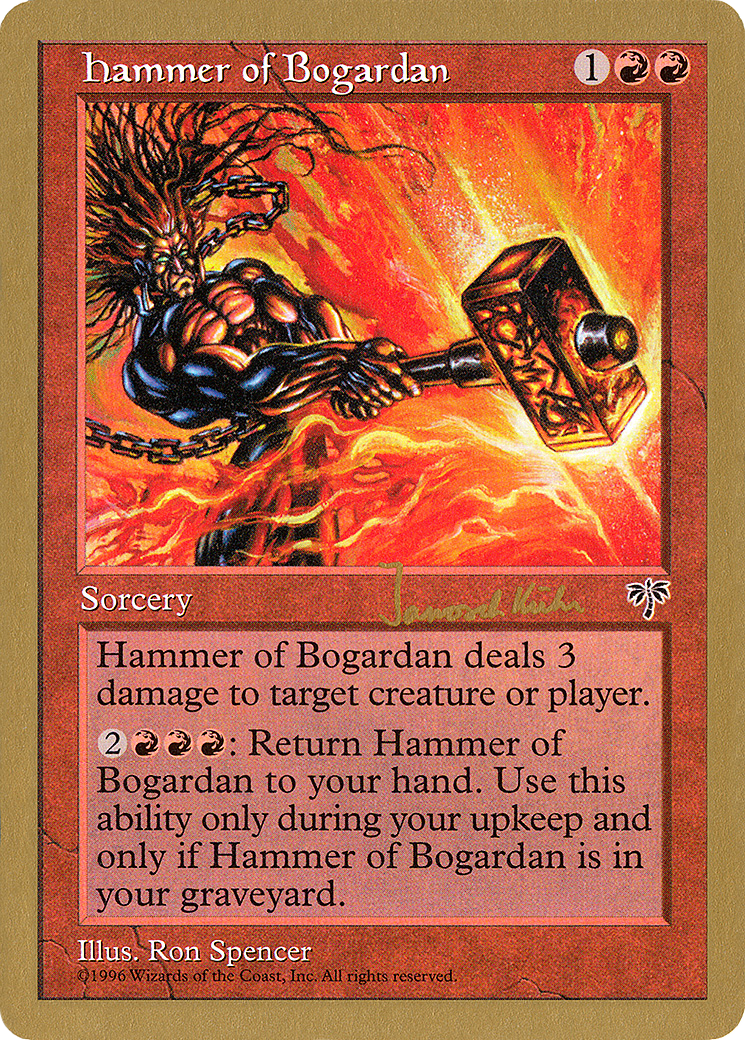 Hammer of Bogardan 1
Sorcery
Janosch Kühn
Hammer of Bogardan deals 3
damage to target creature or player.
2: Return Hammer of
Bogardan to your hand. Use this
ability only during your upkeep and
only if Hammer of Bogardan is in
your graveyard.
Illus. Ron Spencer
©1996 Wizards of the Coast, Inc. All rights reserved.